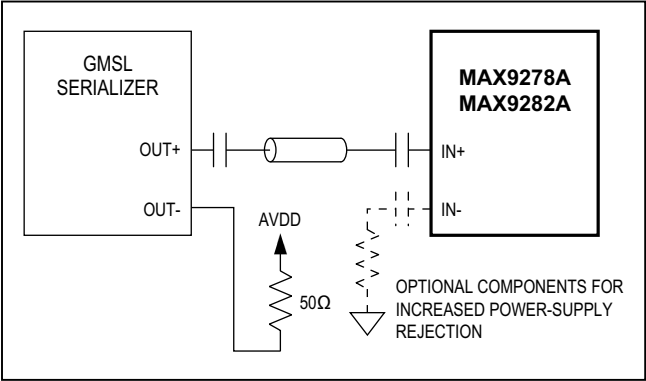 GMSL
SERIALIZER
MAX9278A
MAX9282A
OUT+
IN+
OUT-
IN-
AVDD
50Ω
OPTIONAL COMPONENTS FOR
INCREASED POWER-SUPPLY
REJECTION